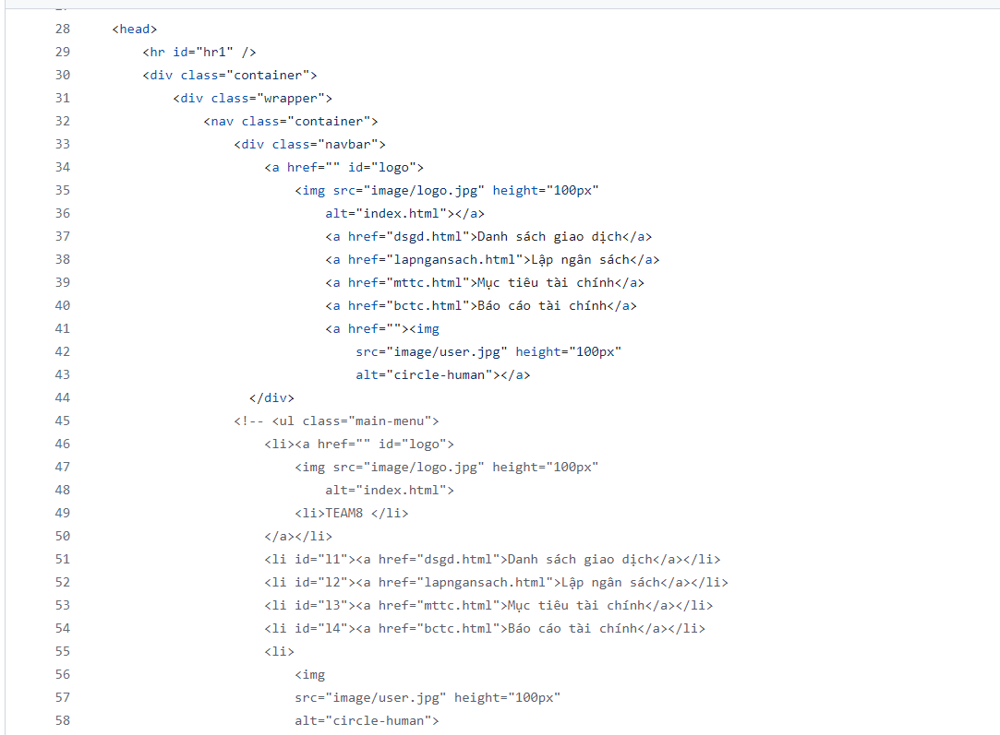 28 <head>
29 <hr id="hr1" />
30 <div class="container">
31 <div class="wrapper">
32 <nav class="container">
33 <div class="navbar">
34 <a href="" id="logo">
35 <img src="image/logo.jpg" height="100px"
36 alt="index.html"></a>
37 <a href="dsgd.html">Danh sách giao dịch</a>
38 <a href="lapngansach.html">Lập ngân sách</a>
39 <a href="mttc.html">Mục tiêu tài chính</a>
40 <a href="bctc.html">Báo cáo tài chính</a>
41 <a href=""><img
42 src="image/user.jpg" height="100px"
43 alt="circle-human"></a>
44 </div>
45 <!-- <ul class="main-menu">
46 <li><a href="" id="logo">
47 <img src="image/logo.jpg" height="100px"
48 alt="index.html">
49 <li>TEAM8 </li>
50 </a></li>
51 <li id="l1"><a href="dsgd.html">Danh sách giao dịch</a></li>
52 <li id="l2"><a href="lapngansach.html">Lập ngân sách</a></li>
53 <li id="l3"><a href="mttc.html">Mục tiêu tài chính</a></li>
54 <li id="l4"><a href="bctc.html">Báo cáo tài chính</a></li>
55 <li>
56 <img
57 src="image/user.jpg" height="100px"
58 alt="circle-human">